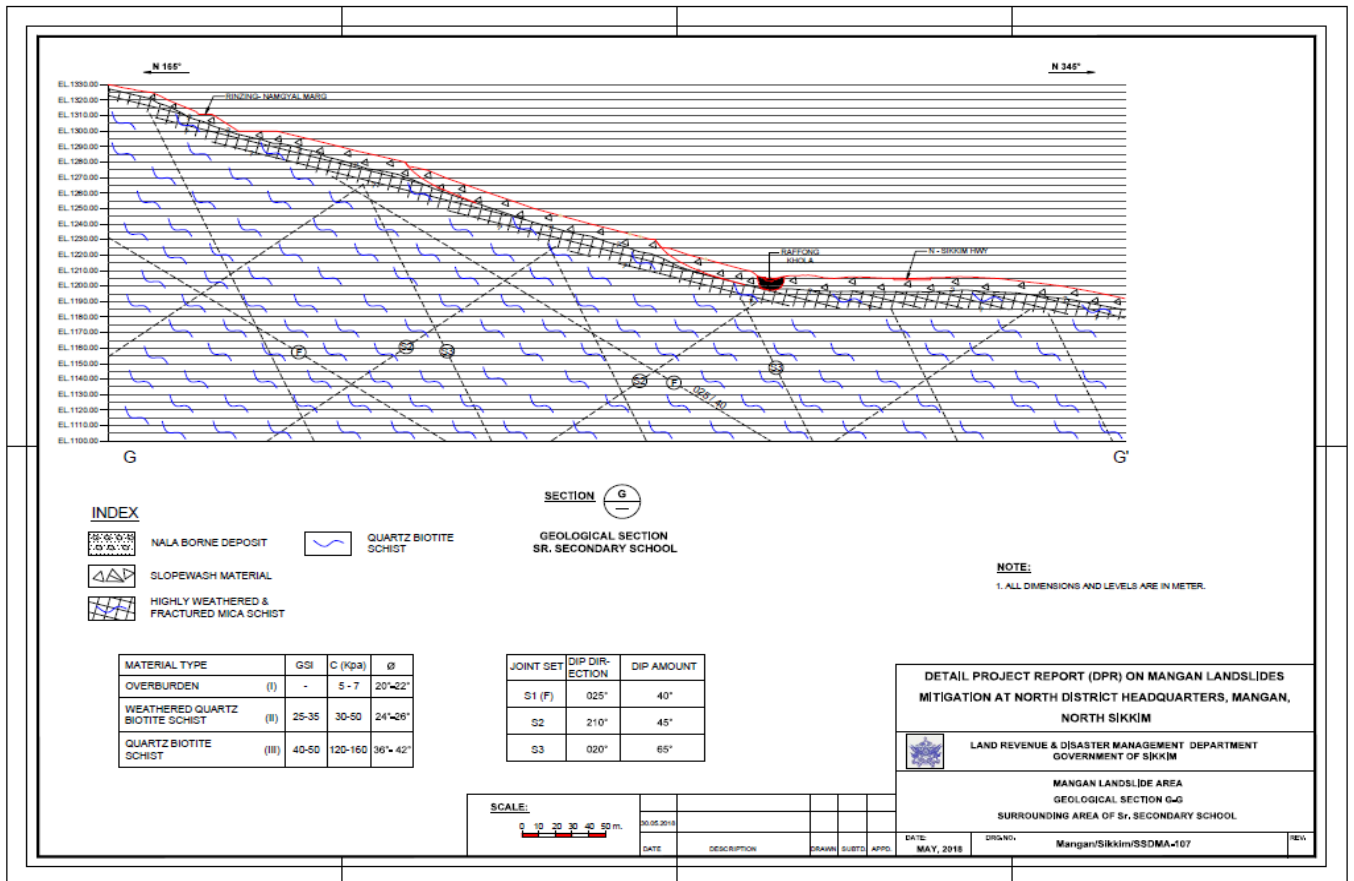 N 165°
N 345°
EL.1330.00
EL.1320.00
EL.1310.00
EL.1300.00
EL.1290.00
EL.1280.00
EL.1270.00
EL.1260.00
EL.1250.00
EL.1240.00
EL.1230.00
EL.1220.00
EL.1210.00
EL.1200.00
EL.1190.00
EL.1180.00
EL.1170.00
EL.1160.00
EL.1150.00
EL.1140.00
EL.1130.00
EL.1120.00
EL.1110.00
EL.1100.00
RINZING- NAMGYAL MARG
RAFFONG
KHOLA
N - SIKKIM HWY
F
S2
S3
S2
F
025 / 40
S3
G
G'
SECTION
G
GEOLOGICAL SECTION
SR. SECONDARY SCHOOL
INDEX
NALA BORNE DEPOSIT
QUARTZ BIOTITE
SCHIST
SLOPEWASH MATERIAL
HIGHLY WEATHERED &
FRACTURED MICA SCHIST
NOTE:
1. ALL DIMENSIONS AND LEVELS ARE IN METER.
MATERIAL TYPE GSI C (Kpa) Ø
OVERBURDEN (I) - 5 - 7 20°-22°
WEATHERED QUARTZ
BIOTITE SCHIST (II) 25-35 30-50 24°-26°
QUARTZ BIOTITE
SCHIST (III) 40-50 120-160 36°- 42°
JOINT SET DIP DIR-
ECTION DIP AMOUNT
S1 (F) 025° 40°
S2 210° 45°
S3 020° 65°
SCALE:
0 10 20 30 40 50 m.
30.05.2018
DATE DESCRIPTION DRAWN SUBTD. APPD.
DETAIL PROJECT REPORT (DPR) ON MANGAN LANDSLIDES
MITIGATION AT NORTH DISTRICT HEADQUARTERS, MANGAN,
NORTH SIKKIM
LAND REVENUE & DISASTER MANAGEMENT DEPARTMENT
GOVERNMENT OF SIKKIM
MANGAN LANDSLIDE AREA
GEOLOGICAL SECTION G-G
SURROUNDING AREA OF Sr. SECONDARY SCHOOL
DATE:
MAY, 2018
DRG.NO.
Mangan/Sikkim/SSDMA-107
REV.